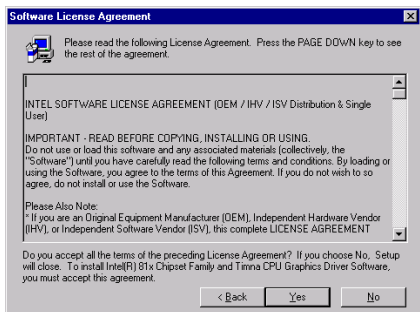 Software License Agreement
Please read the following License Agreement. Press the PAGE DOWN key to see
the rest of the agreement.
INTEL SOFTWARE LICENSE AGREEMENT (OEM / IHV / ISV Distribution & Single
User)
IMPORTANT - READ BEFORE COPYING, INSTALLING OR USING.
Do not use or load this software and any associated materials (collectively, the
"Software") until you have carefully read the following terms and conditions. By loading or
using the Software, you agree to the terms of this Agreement. If you do not wish to so
agree, do not install or use the Software.
Please Also Note:
* If you are an Original Equipment Manufacturer (OEM), Independent Hardware Vendor
(IHV), or Independent Software Vendor (ISV), this complete LICENSE AGREEMENT
Do you accept all the terms of the preceding License Agreement? If you choose No, Setup
will close. To install Intel(R) 81x Chipset Family and Timna CPU Graphics Driver Software,
you must accept this agreement.
< Back Yes No